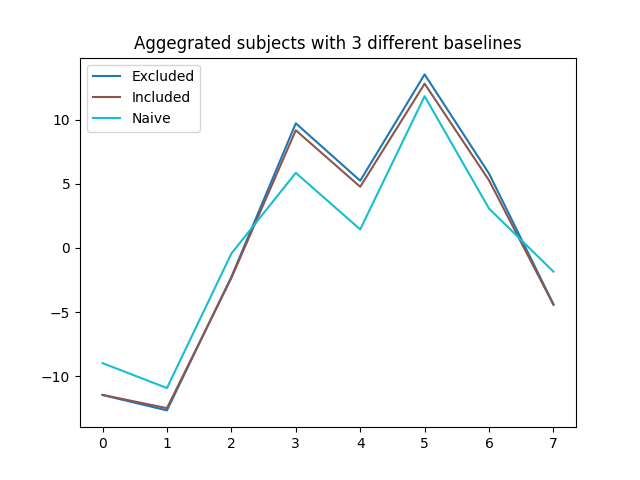 Aggegrated subjects with 3 different baselines
Excluded
Included
Naive
10
5
0
−5
−10
0 1 2 3 4 5 6 7